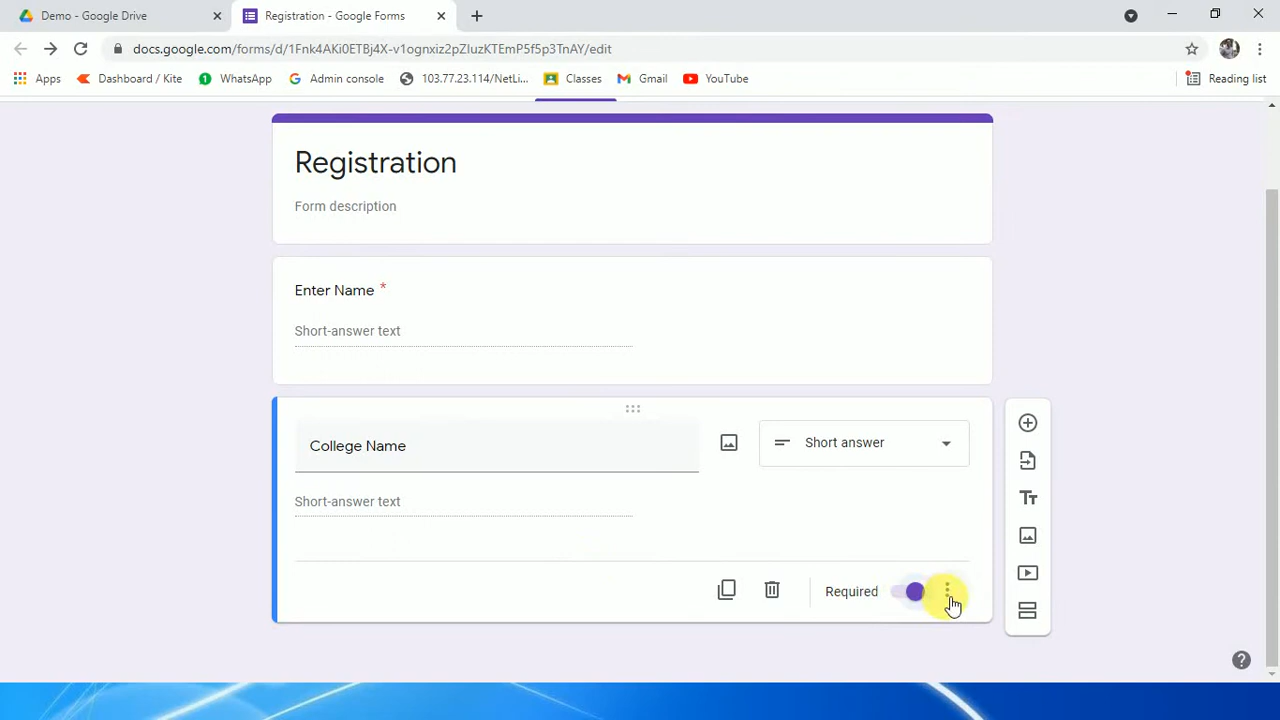 Demo - Google Drive
Registration - Google Forms
docs.google.com/forms/d/1Fnk4AKi0ETBj4X-v1ognxiz2pZIuzKTEmP5f5p3TnAY/edit
Apps
Dashboard / Kite
WhatsApp
Admin console
103.77.23.114/NetLi...
Classes
Gmail
YouTube
Reading list
Registration
Form description
Enter Name *
Short-answer text
College Name
Short answer
Short-answer text
Required